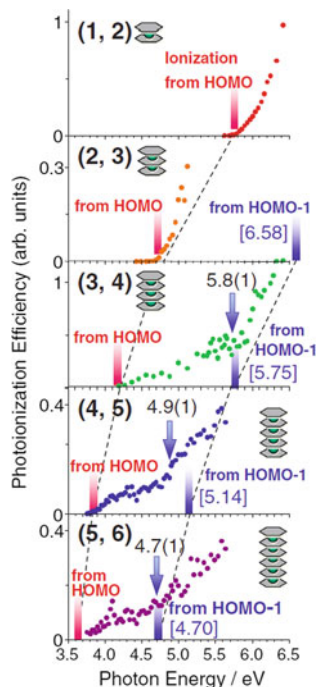 Photoionization Efficiency (arb. units)
1
(1, 2)
Ionization
from HOMO
0
0.3
(2, 3)
from HOMO
from HOMO-1
[6.58]
0
1
(3, 4)
5.8(1)
from HOMO
from
HOMO-1
[5.75]
0.4
(4, 5)
4.9(1)
from HOMO
from HOMO-1
[5.14]
0
0.4
(5, 6)
4.7(1)
from
HOMO
from HOMO-1
[4.70]
0
3.5 4.0 4.5 5.0 5.5 6.0 6.5
Photon Energy / eV